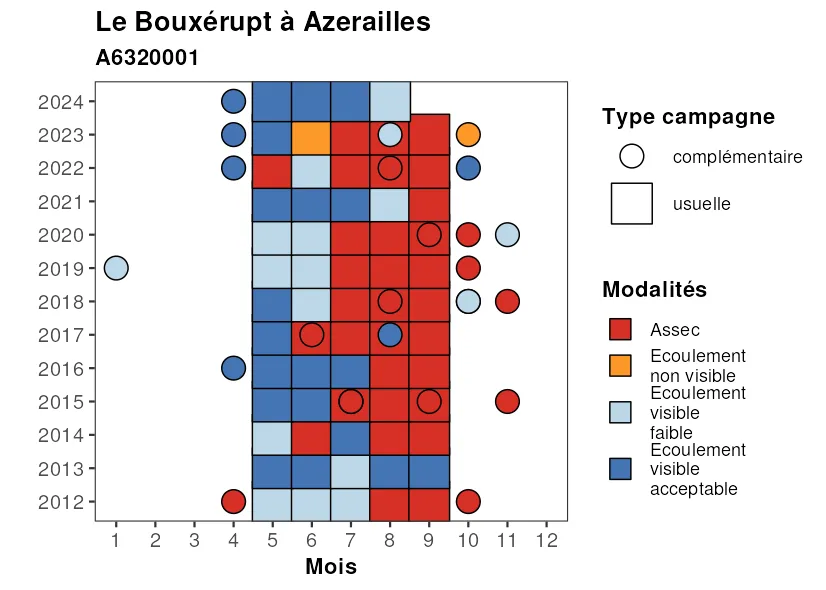 Le Bouxérupt à Azerailles
A6320001
2024
2023
2022
2021
2020
2019
2018
2017
2016
2015
2014
2013
2012
1 2 3 4 5 6 7 8 9 10 11 12
Mois
Type campagne
complémentaire
usuelle
Modalités
Assec
Ecoulement
non visible
Ecoulement
visible
faible
Ecoulement
visible
acceptable